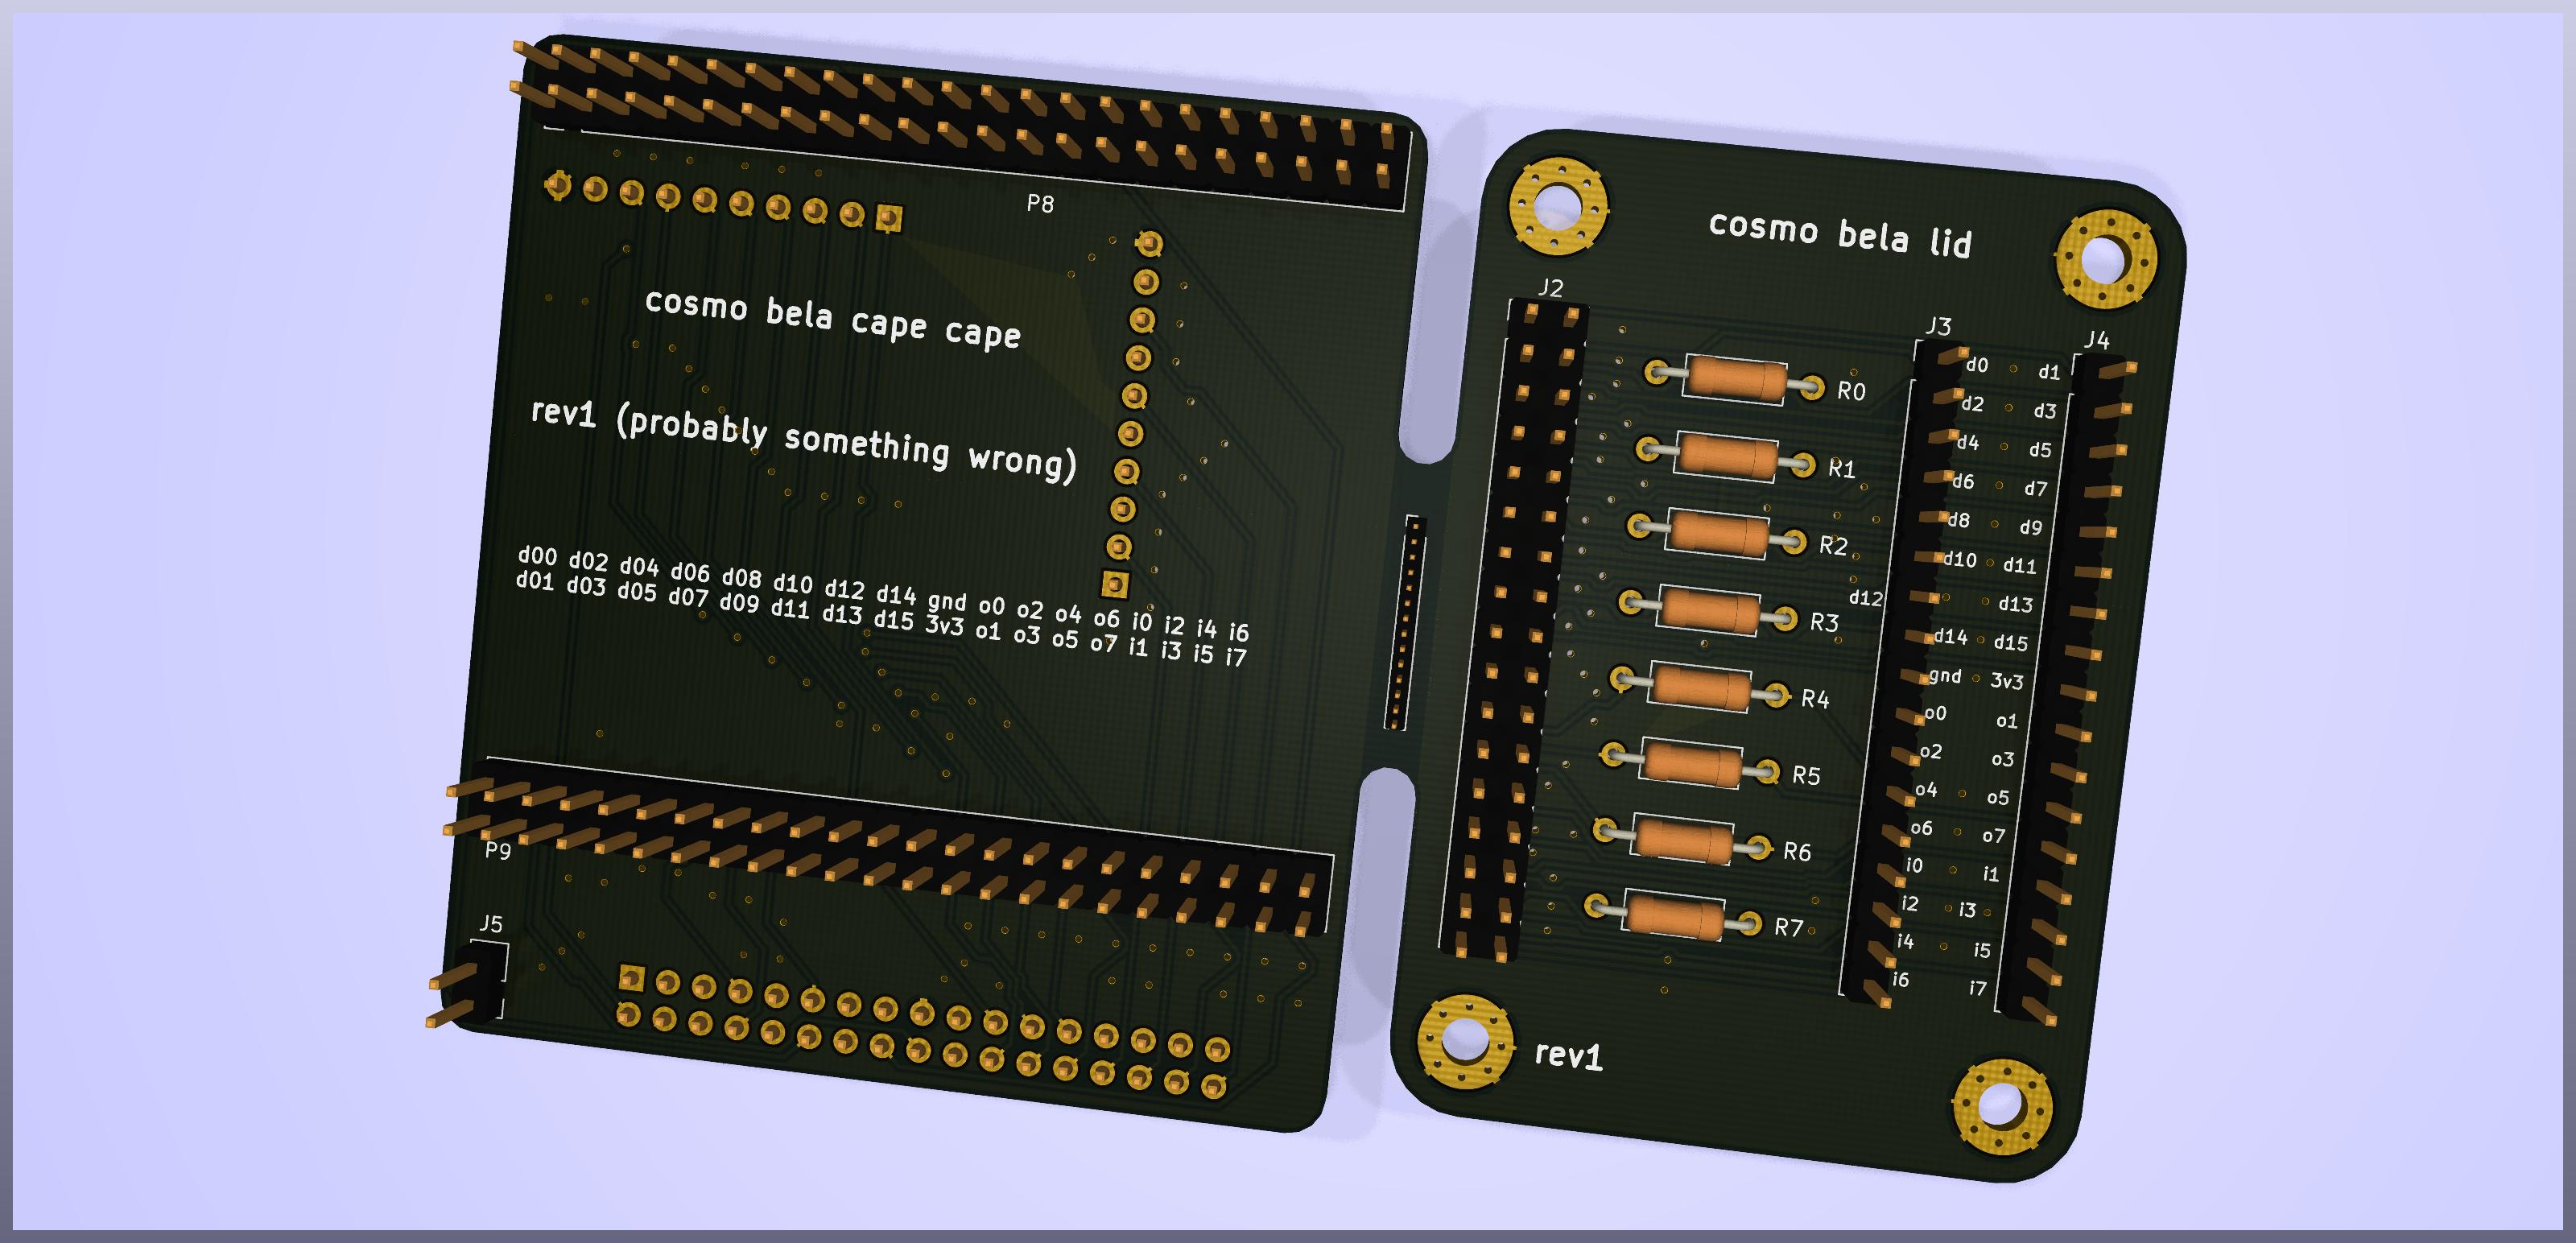 P8
cosmo bela cape cape
rev1 (probably something wrong)
d00 d02 d04 d06 d08 d10 d12 d14 gnd o0 o2 o4 o6 i0 i2 i4 i6
d01 d03 d05 d07 d09 d11 d13 d15 3v3 o1 o3 o5 o7 i1 i3 i5 i7
P9
J5
cosmo bela lid
J2
J3
J4
R0
R1
R2
R3
R4
R5
R6
R7
d0 d1
d2 d3
d4 d5
d6 d7
d8 d9
d10 d11
d12 d13
d14 d15
gnd 3v3
o0 o1
o2 o3
o4 o5
o6 o7
i0 i1
i2 i3
i4 i5
i6 i7
rev1